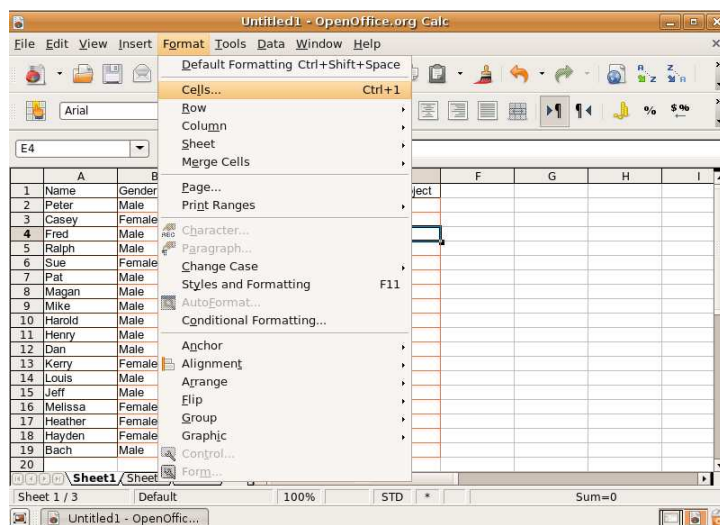 Untitled1 - OpenOffice.org Calc
File Edit View Insert Format Tools Data Window Help
Default Formatting Ctrl+Shift+Space
Cells... Ctrl+1
Arial
Row
Column
Sheet
E4
Merge Cells
A F G H I
Page...
1 Name Gender
Print Ranges
2 Peter Male
3 Casey Female
Character...
4 Fred Male
Paragraph...
5 Ralph Male
Change Case
6 Sue Female
Styles and Formatting F11
7 Pat Male
8 Magan Male
AutoFormat...
9 Mike Male
Conditional Formatting...
10 Harold Male
11 Henry Male
Anchor
12 Dan Male
13 Kerry Female
Alignment
14 Louis Male
Arrange
15 Jeff Male
Flip
16 Melissa Female
17 Heather Female
Group
18 Hayden Female
Graphic
19 Bach Male
Control...
20
Form...
Sheet1 Sheet
Sheet 1 / 3 Default 100% STD * Sum=0
Untitled1 - OpenOffic...